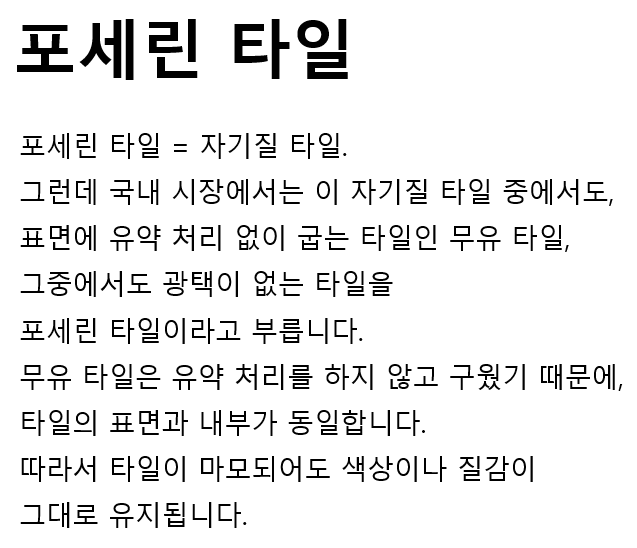 포세린 타일
포세린 타일 = 자기질 타일.
그런데 국내 시장에서는 이 자기질 타일 중에서도,
표면에 유약 처리 없이 굽는 타일인 무유 타일,
그중에서도 광택이 없는 타일을
포세린 타일이라고 부릅니다.
무유 타일은 유약 처리를 하지 않고 구웠기 때문에,
타일의 표면과 내부가 동일합니다.
따라서 타일이 마모되어도 색상이나 질감이
그대로 유지됩니다.